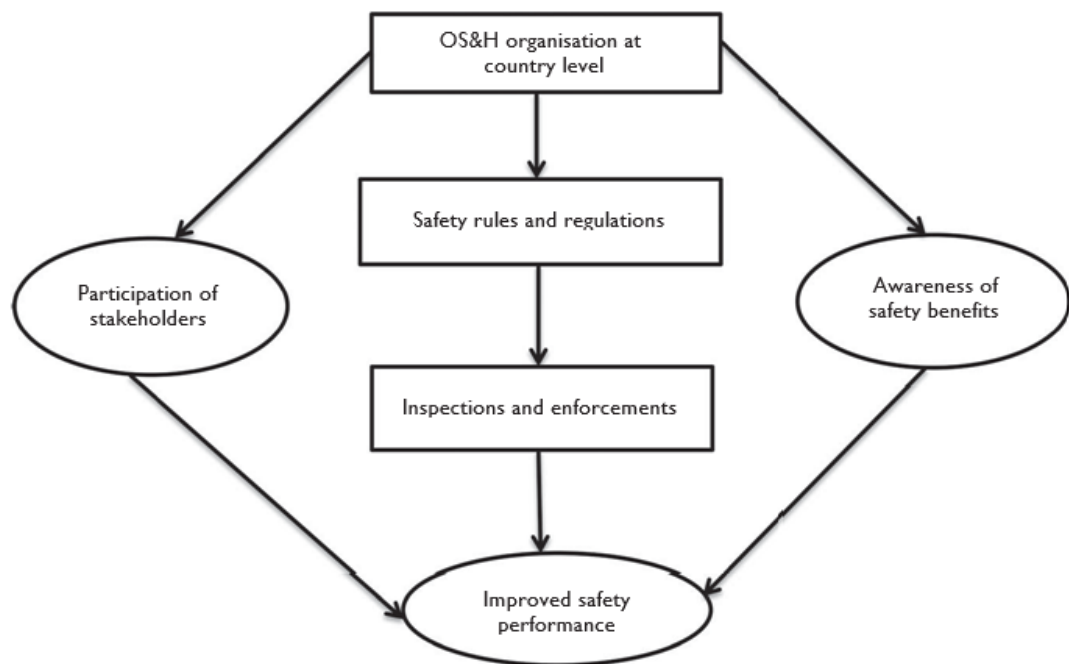 OS&H organisation at
country level
Safety rules and regulations
Participation of
stakeholders
Awareness of
safety benefits
Inspections and enforcements
Improved safety
performance